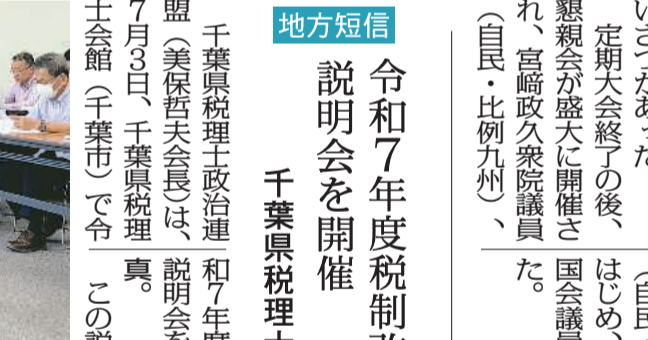 いさつがあった
定期大会終了の後、
懇親会が盛大に開催さ
れ、宮﨑政久衆院議員
（自民・比例九州）、
（自民
はじめ、
国会議員
た。
地方短信
令和7年度税制改
説明会を開催
千葉県税理士
千葉県税理士政治連
盟（美保哲夫会長）は、
7月3日、千葉県税理
士会館（千葉市）で令
和7年度
説明会を
真。
この説